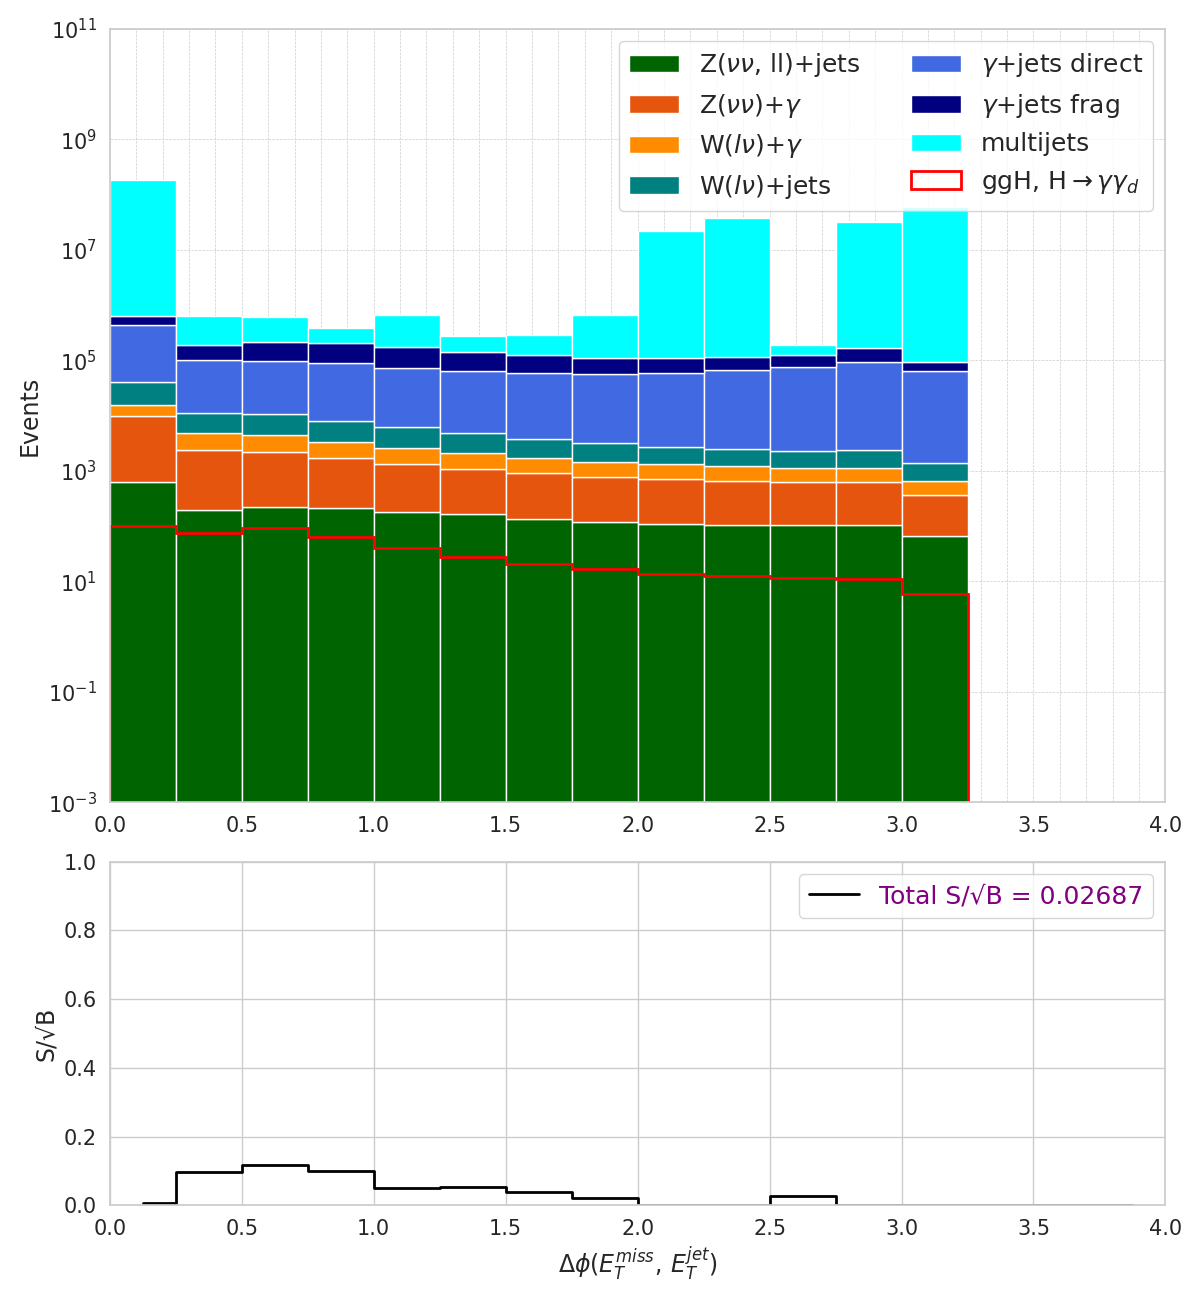 10^11
10^9
10^7
10^5
10^3
10^1
10^−1
10^−3
Events
Z(νν, ll)+jets
Z(νν)+γ
W(lν)+γ
W(lν)+jets
γ+jets direct
γ+jets frag
multijets
ggH, H→γγ_d
0.0 0.5 1.0 1.5 2.0 2.5 3.0 3.5 4.0
1.0
0.8
0.6
0.4
0.2
0.0
S/√B
Total S/√B = 0.02687
0.0 0.5 1.0 1.5 2.0 2.5 3.0 3.5 4.0
Δϕ(E_T^miss, E_T^jet)